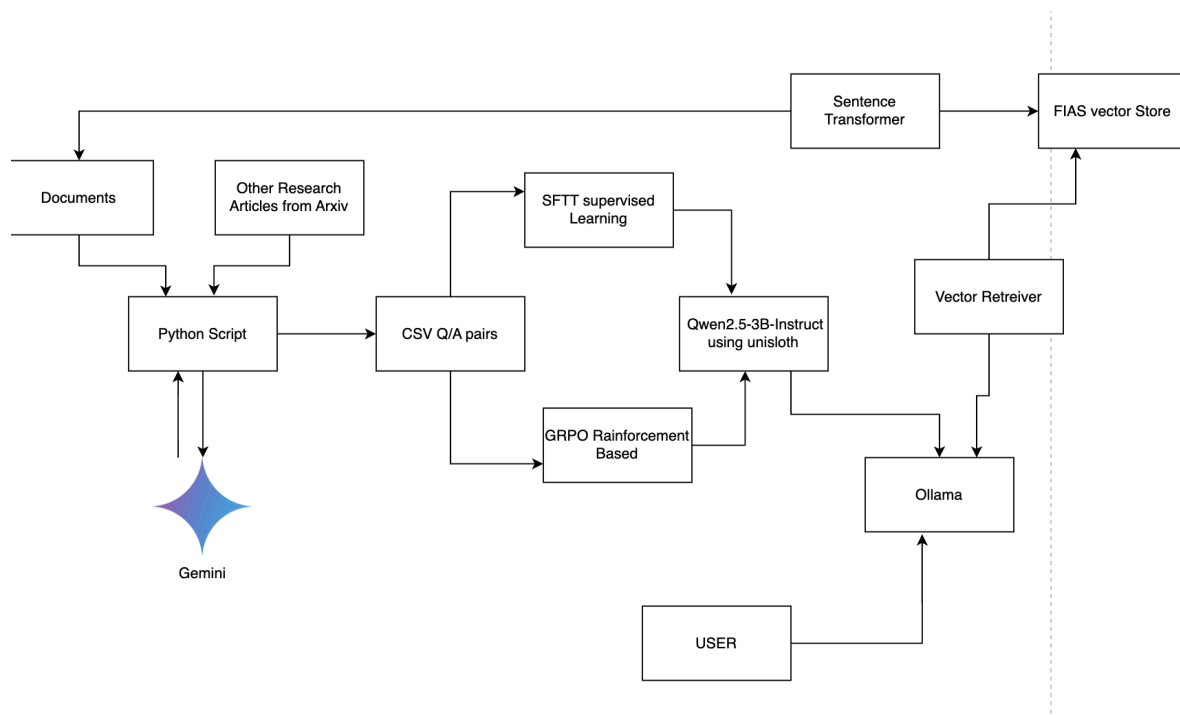 Sentence
Transformer
FIAS vector Store
Documents
Other Research
Articles from Arxiv
SFTT supervised
Learning
Vector Retreiver
Python Script
CSV Q/A pairs
Qwen2.5-3B-Instruct
using unisloth
GRPO Rainforcement
Based
Ollama
Gemini
USER